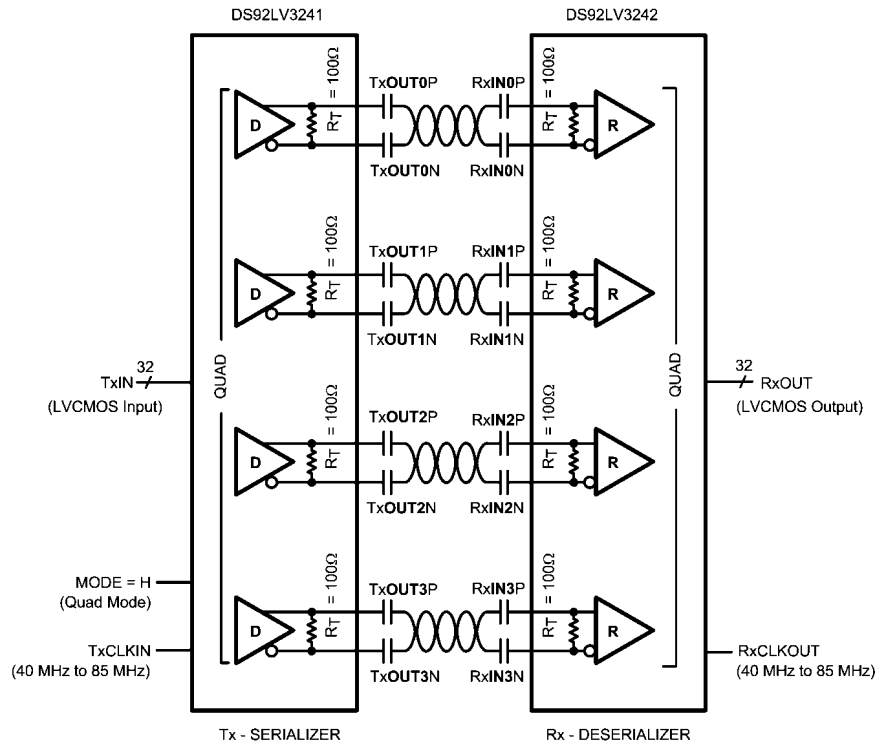 DS92LV3241
DS92LV3242
TxOUT0P
RxIN0P
D
RT = 100Ω
RT = 100Ω
R
TxOUT0N
RxIN0N
TxOUT1P
RxIN1P
D
RT = 100Ω
RT = 100Ω
R
TxOUT1N
RxIN1N
QUAD
QUAD
TxIN
32
(LVCMOS Input)
32
RxOUT
(LVCMOS Output)
TxOUT2P
RxIN2P
D
RT = 100Ω
RT = 100Ω
R
TxOUT2N
RxIN2N
MODE = H
(Quad Mode)
TxOUT3P
RxIN3P
D
RT = 100Ω
RT = 100Ω
R
TxOUT3N
RxIN3N
TxCLKIN
(40 MHz to 85 MHz)
RxCLKOUT
(40 MHz to 85 MHz)
Tx - SERIALIZER
Rx - DESERIALIZER